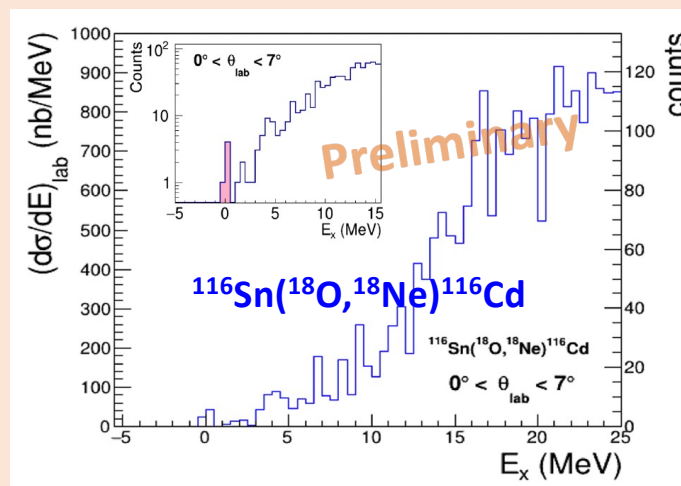 1000
900
800
700
600
500
400
300
200
100
0
(dσ/dE)lab (nb/MeV)
10²
10
1
Counts
0° < θlab < 7°
−5 0 5 10 15
Ex (MeV)
Preliminary
¹¹⁶Sn(¹⁸O,¹⁸Ne)¹¹⁶Cd
¹¹⁶Sn(¹⁸O,¹⁸Ne)¹¹⁶Cd
0° < θlab < 7°
120
100
80
60
40
20
0
counts
−5 0 5 10 15 20 25
Ex (MeV)